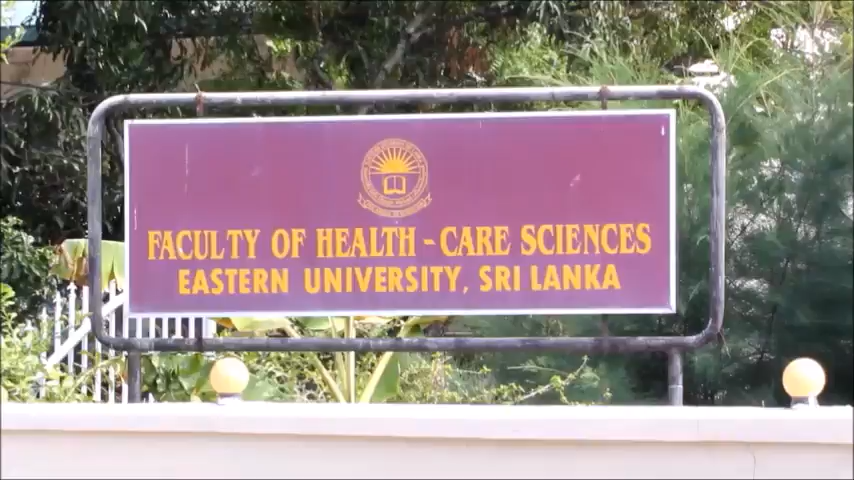 FACULTY OF HEALTH-CARE SCIENCES
EASTERN UNIVERSITY, SRI LANKA